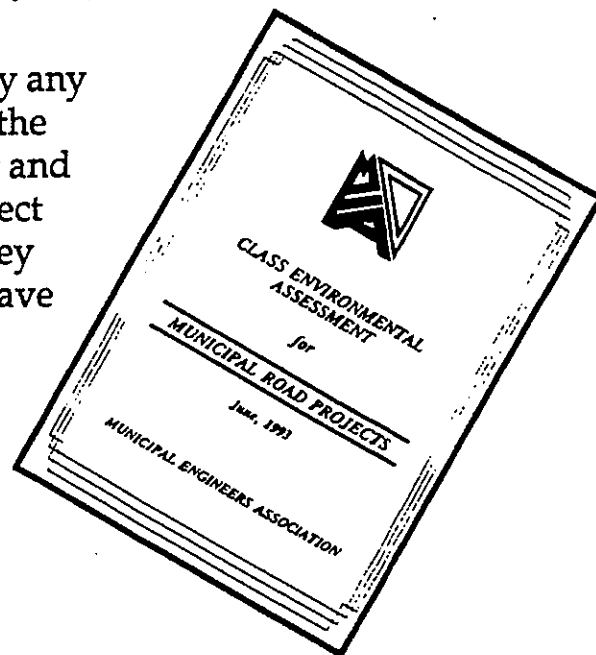 y any
the
and
ect
ey
ave
CLASS ENVIRONMENTAL
ASSESSMENT
for
MUNICIPAL ROAD PROJECTS
June, 1993
MUNICIPAL ENGINEERS ASSOCIATION